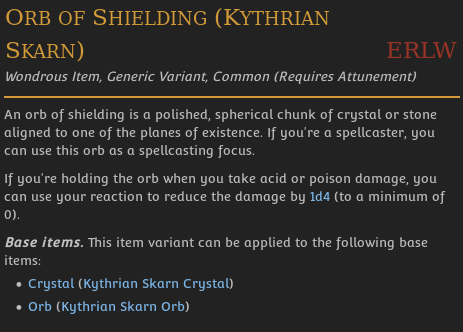 Orb of Shielding (Kythrian
Skarn) ERLW
Wondrous Item, Generic Variant, Common (Requires Attunement)
An orb of shielding is a polished, spherical chunk of crystal or stone
aligned to one of the planes of existence. If you're a spellcaster, you
can use this orb as a spellcasting focus.
If you're holding the orb when you take acid or poison damage, you
can use your reaction to reduce the damage by 1d4 (to a minimum of
0).
Base items. This item variant can be applied to the following base
items:
• Crystal (Kythrian Skarn Crystal)
• Orb (Kythrian Skarn Orb)